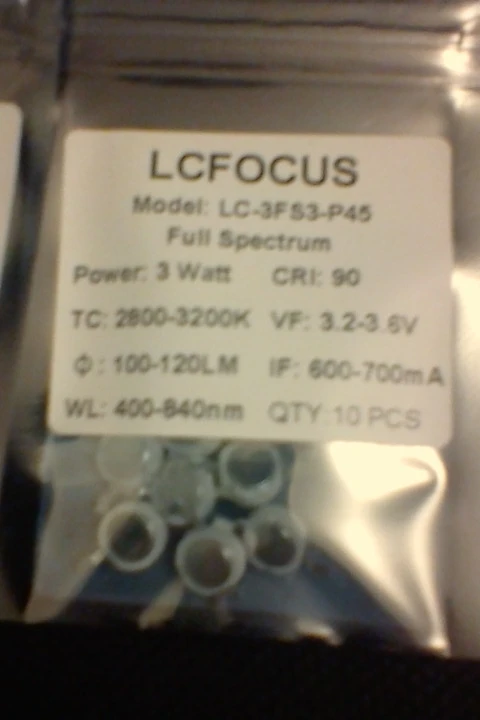 LCFOCUS
Model: LC-3FS3-P45
Full Spectrum
Power: 3 Watt CRI: 90
TC: 2800-3200K VF: 3.2-3.6V
Φ: 100-120LM IF: 600-700mA
WL: 400-840nm QTY: 10 PCS